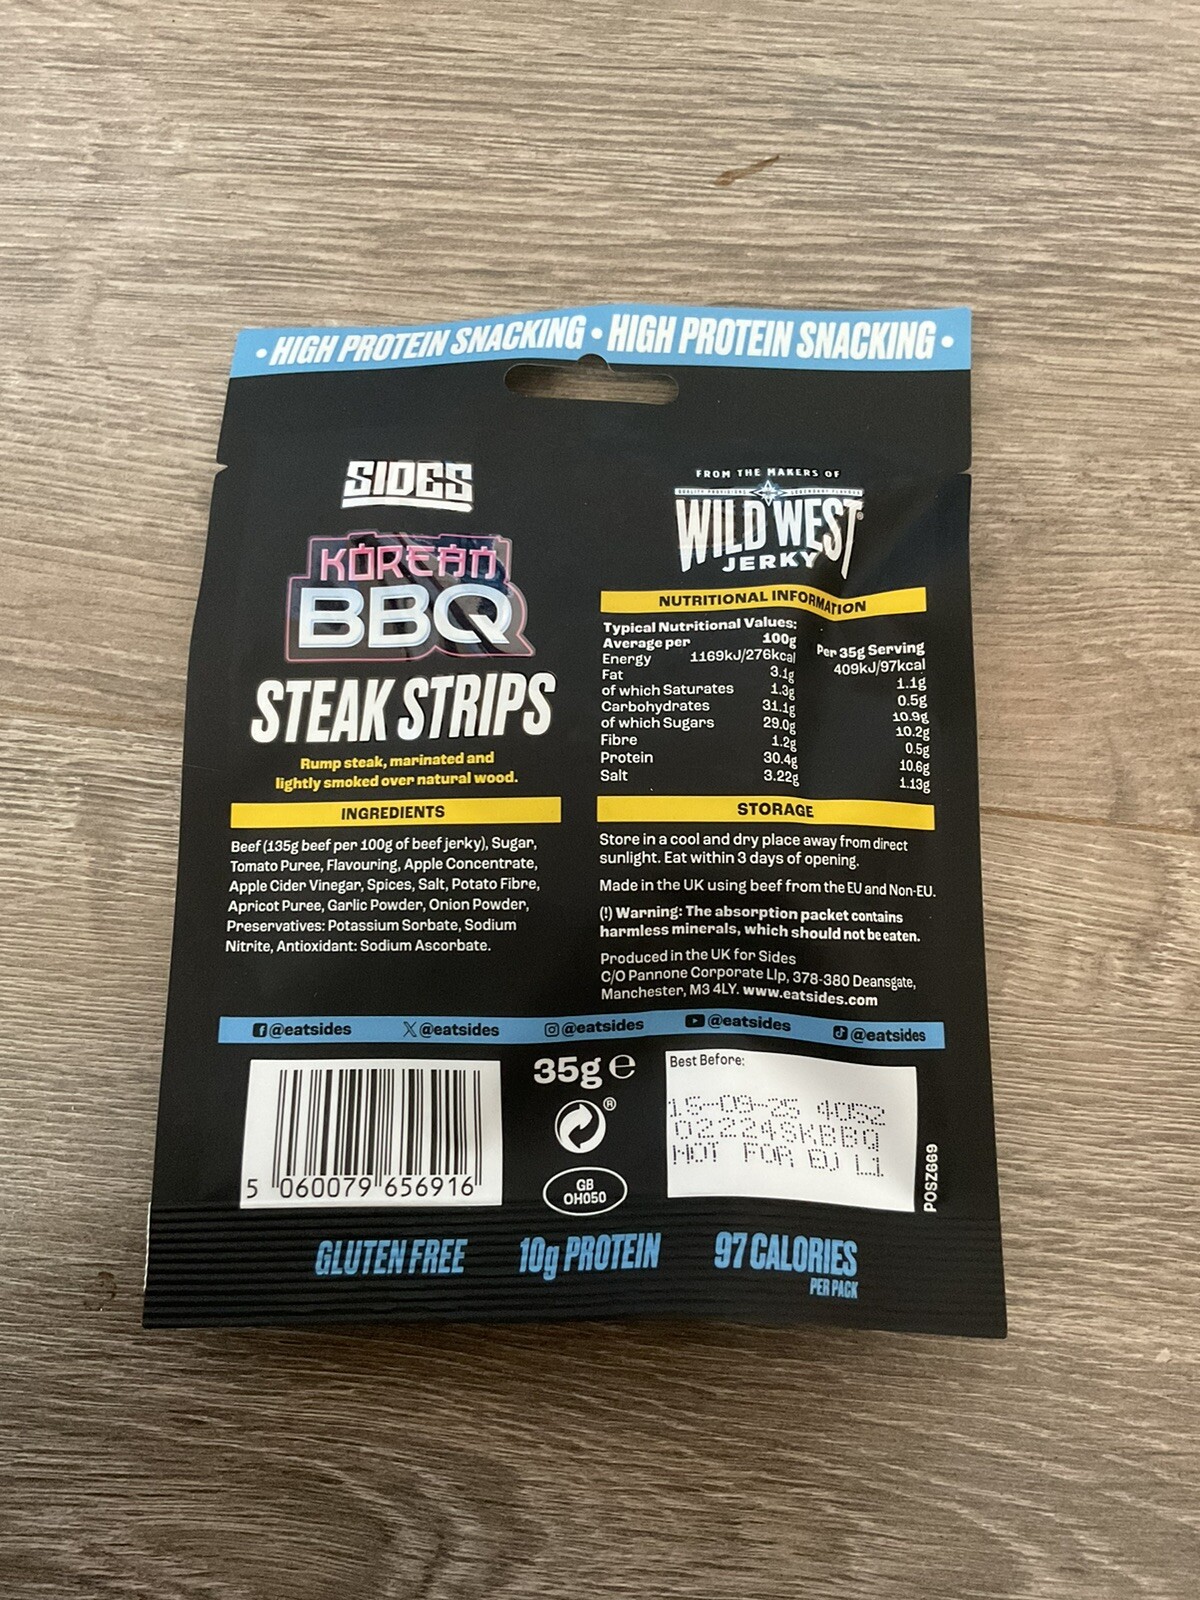 • HIGH PROTEIN SNACKING • HIGH PROTEIN SNACKING •
SIDES
KOREAN
BBQ
STEAK STRIPS
Rump steak, marinated and
lightly smoked over natural wood.
INGREDIENTS
Beef (135g beef per 100g of beef jerky), Sugar,
Tomato Puree, Flavouring, Apple Concentrate,
Apple Cider Vinegar, Spices, Salt, Potato Fibre,
Apricot Puree, Garlic Powder, Onion Powder,
Preservatives: Potassium Sorbate, Sodium
Nitrite, Antioxidant: Sodium Ascorbate.
FROM THE MAKERS OF
QUALITY PROVISIONS LEGENDARY FLAVOUR
WILD WEST®
JERKY
NUTRITIONAL INFORMATION
Typical Nutritional Values:
Average per 100g Per 35g Serving
Energy 1169kJ/276kcal 409kJ/97kcal
Fat 3.1g 1.1g
of which Saturates 1.3g 0.5g
Carbohydrates 31.1g 10.9g
of which Sugars 29.0g 10.2g
Fibre 1.2g 0.5g
Protein 30.4g 10.6g
Salt 3.22g 1.13g
STORAGE
Store in a cool and dry place away from direct
sunlight. Eat within 3 days of opening.
Made in the UK using beef from the EU and Non-EU.
(!) Warning: The absorption packet contains
harmless minerals, which should not be eaten.
Produced in the UK for Sides
C/O Pannone Corporate Llp, 378-380 Deansgate,
Manchester, M3 4LY. www.eatsides.com
@eatsides @eatsides @eatsides @eatsides @eatsides
5 060079 656916
35g e
®
GB
OH050
Best Before:
15-09-25 4052
02224SKBBQ
NOT FOR EU L1
POSZ669
GLUTEN FREE 10g PROTEIN 97 CALORIES
PER PACK